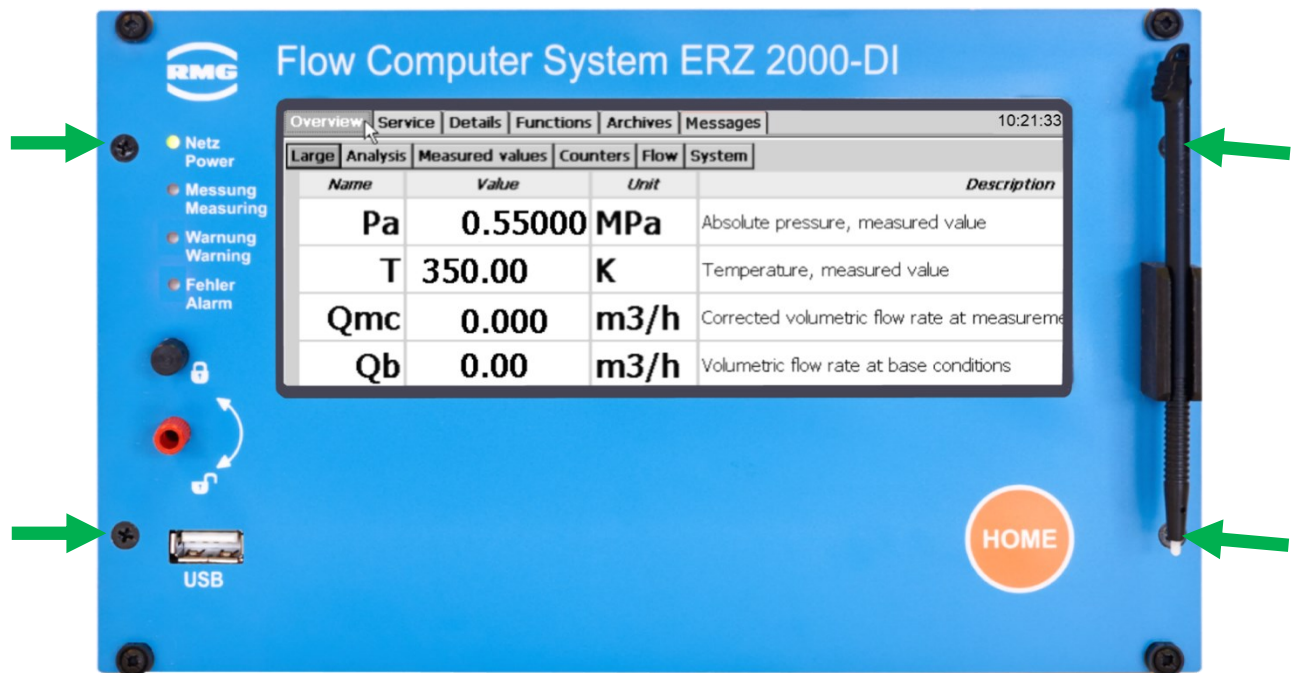 RMG
Flow Computer System ERZ 2000-DI
Overview Service Details Functions Archives Messages 10:21:33
Large Analysis Measured values Counters Flow System
Name Value Unit Description
Pa 0.55000 MPa Absolute pressure, measured value
T 350.00 K Temperature, measured value
Qmc 0.000 m3/h Corrected volumetric flow rate at measureme
Qb 0.00 m3/h Volumetric flow rate at base conditions
Netz
Power
Messung
Measuring
Warnung
Warning
Fehler
Alarm
USB
HOME